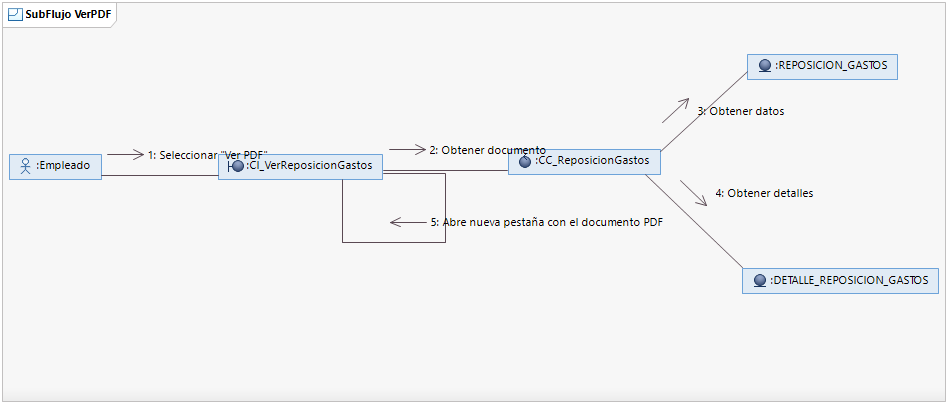 SubFlujo VerPDF
:REPOSICION_GASTOS
3: Obtener datos
1: Seleccionar "Ver PDF"
2: Obtener documento
:Empleado
:CI_VerReposicionGastos
:CC_ReposicionGastos
4: Obtener detalles
5: Abre nueva pestaña con el documento PDF
:DETALLE_REPOSICION_GASTOS